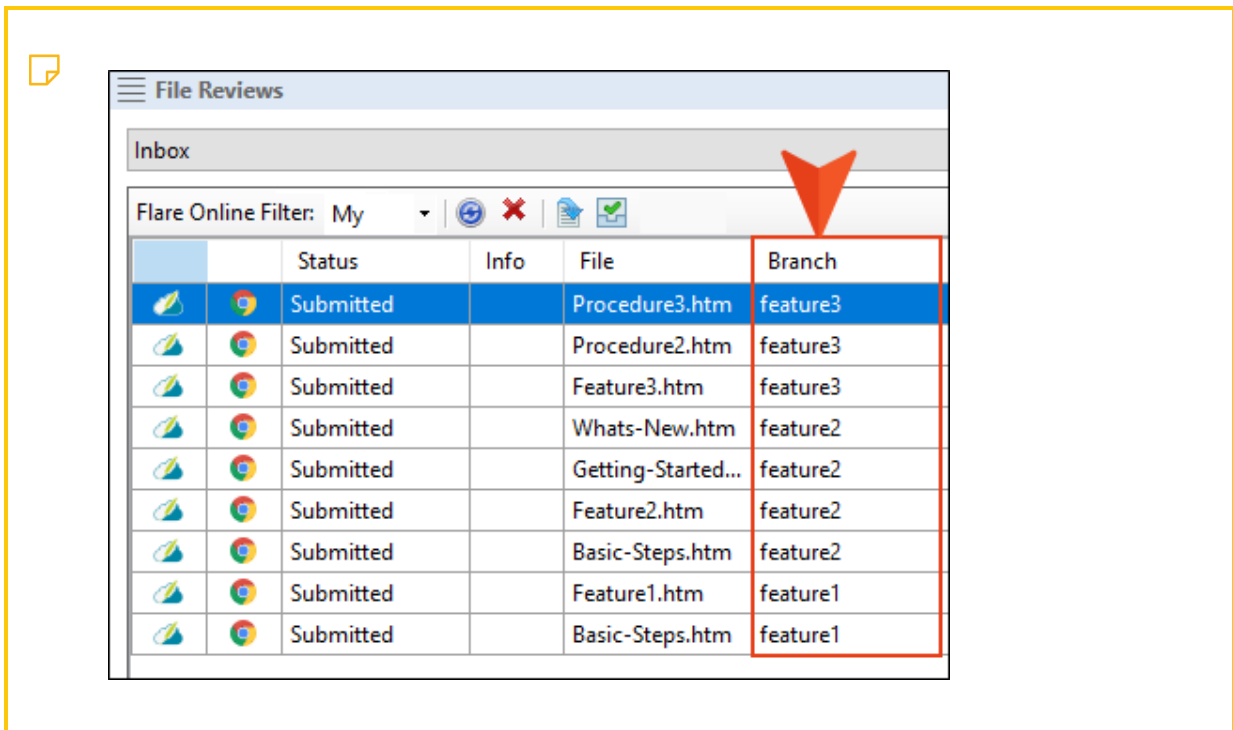 File Reviews
Inbox
Flare Online Filter: My
Status Info File Branch
Submitted Procedure3.htm feature3
Submitted Procedure2.htm feature3
Submitted Feature3.htm feature3
Submitted Whats-New.htm feature2
Submitted Getting-Started... feature2
Submitted Feature2.htm feature2
Submitted Basic-Steps.htm feature2
Submitted Feature1.htm feature1
Submitted Basic-Steps.htm feature1